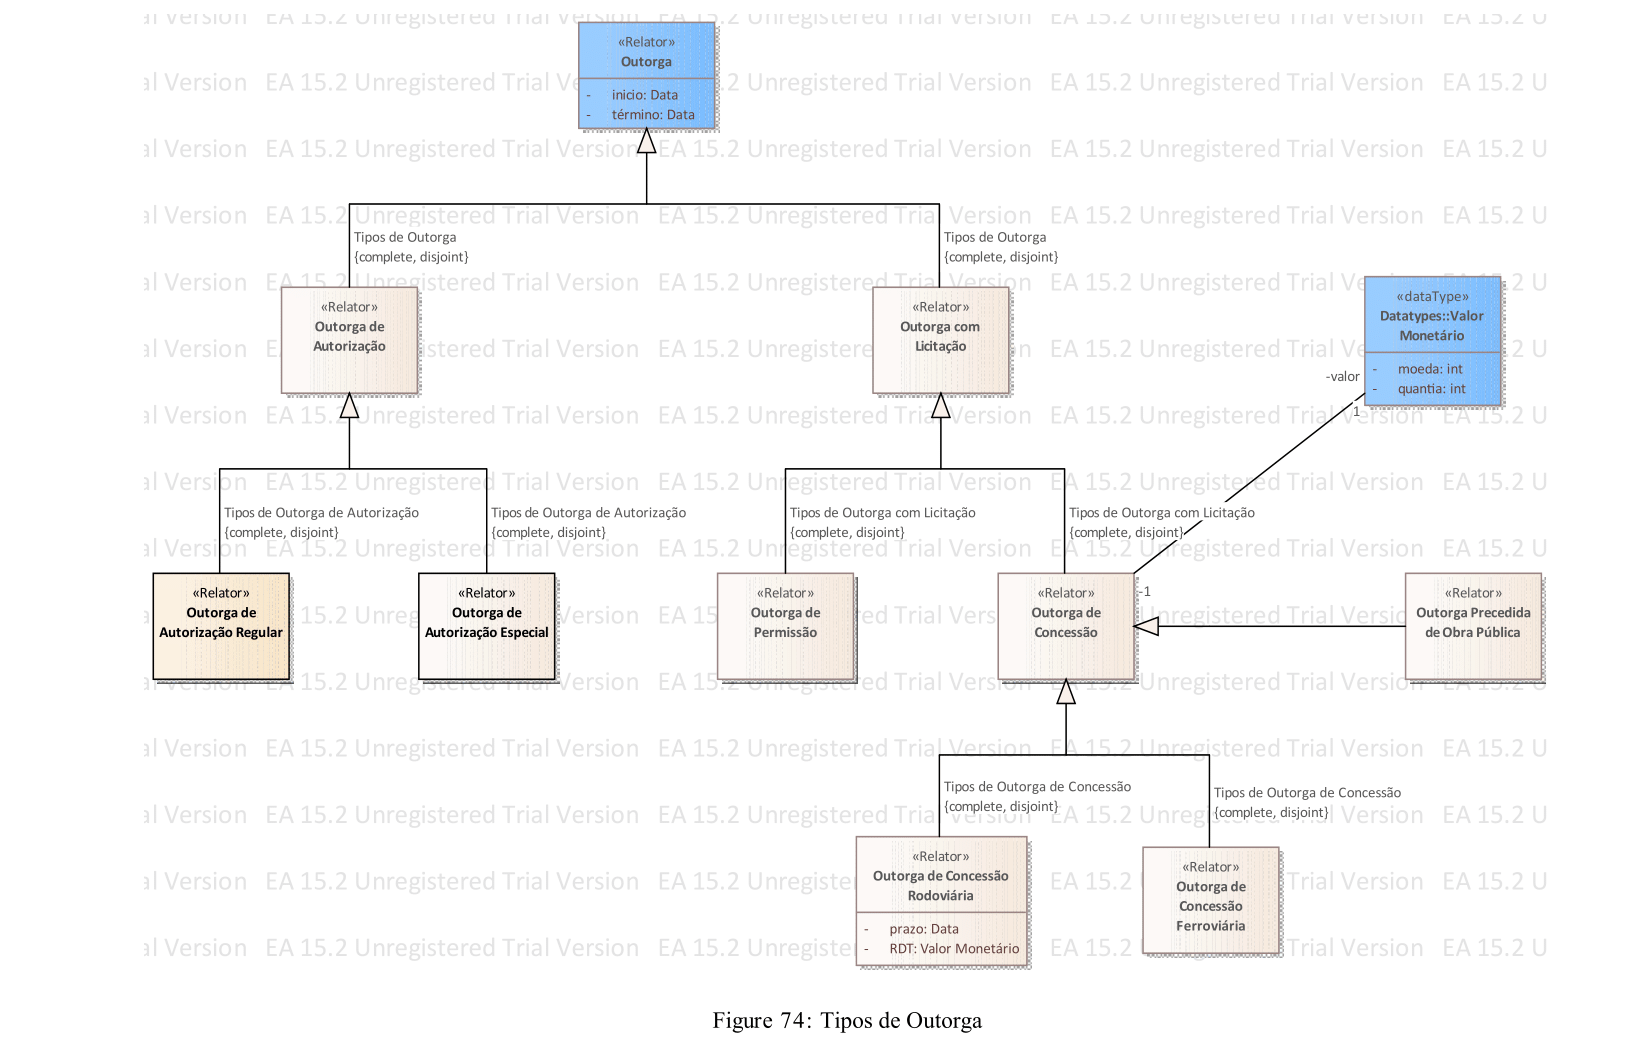 «Relator»
Outorga
- inicio: Data
- término: Data
Tipos de Outorga
{complete, disjoint}
Tipos de Outorga
{complete, disjoint}
«Relator»
Outorga de
Autorização
«Relator»
Outorga com
Licitação
«dataType»
Datatypes::Valor
Monetário
- moeda: int
- quantia: int
-valor
1
Tipos de Outorga de Autorização
{complete, disjoint}
Tipos de Outorga de Autorização
{complete, disjoint}
Tipos de Outorga com Licitação
{complete, disjoint}
Tipos de Outorga com Licitação
{complete, disjoint}
«Relator»
Outorga de
Autorização Regular
«Relator»
Outorga de
Autorização Especial
«Relator»
Outorga de
Permissão
«Relator»
Outorga de
Concessão
-1
«Relator»
Outorga Precedida
de Obra Pública
Tipos de Outorga de Concessão
{complete, disjoint}
Tipos de Outorga de Concessão
{complete, disjoint}
«Relator»
Outorga de Concessão
Rodoviária
- prazo: Data
- RDT: Valor Monetário
«Relator»
Outorga de
Concessão
Ferroviária
EA 15.2 Unregistered Trial Version
Figure 74: Tipos de Outorga